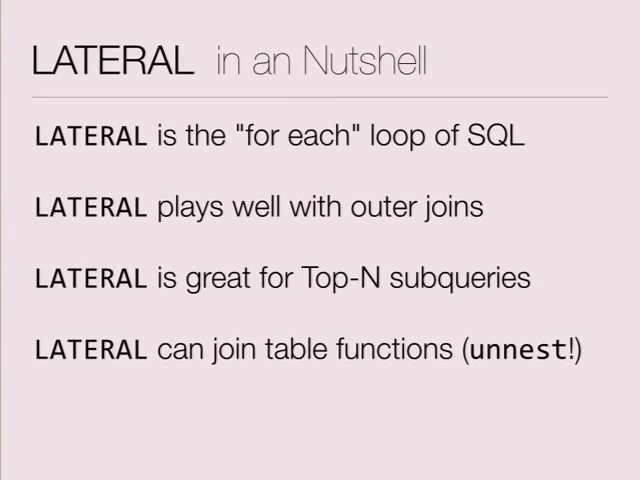 LATERAL in an Nutshell
LATERAL is the "for each" loop of SQL
LATERAL plays well with outer joins
LATERAL is great for Top-N subqueries
LATERAL can join table functions (unnest!)